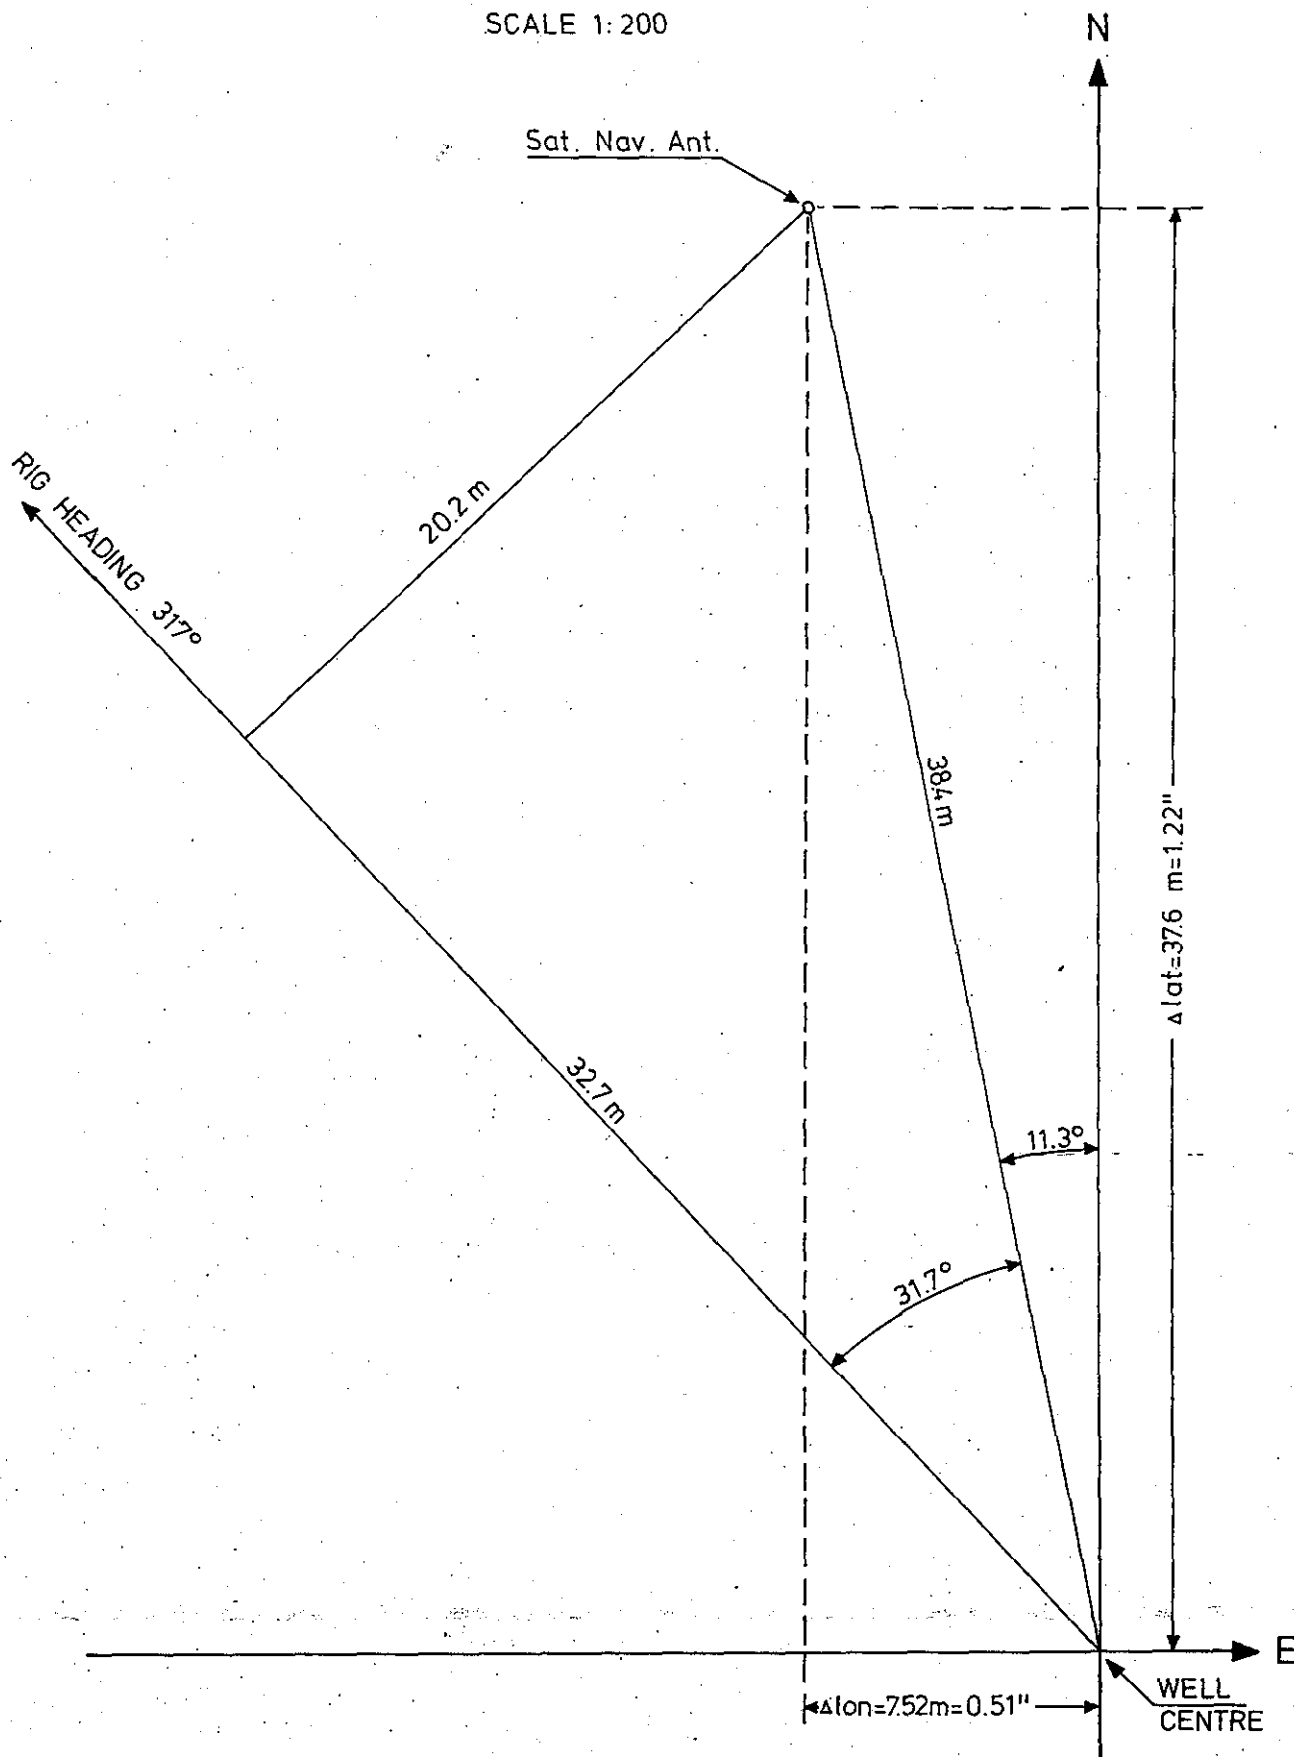 SCALE 1:200
N
Sat. Nav. Ant.
RIG HEADING 317°
20.2 m
38.4 m
Δlat=37.6 m=1.22"
32.7 m
11.3°
31.7°
E
Δlon=7.52m=0.51"
WELL
CENTRE